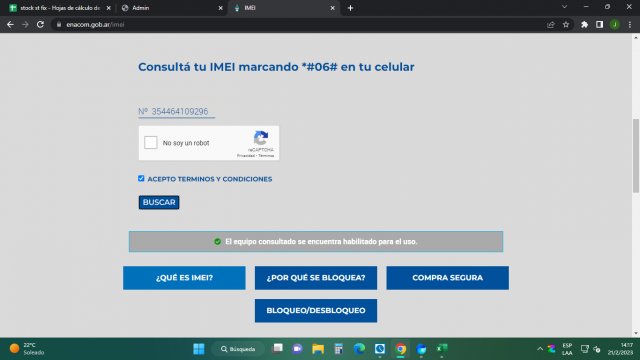 stock st fix - Hojas de cálculo de
Admin
IMEI
enacom.gob.ar/imei
J
Consultá tu IMEI marcando *#06# en tu celular
Nº 354464109296
No soy un robot
reCAPTCHA
Privacidad - Términos
ACEPTO TERMINOS Y CONDICIONES
BUSCAR
El equipo consultado se encuentra habilitado para el uso.
¿QUÉ ES IMEI?
¿POR QUÉ SE BLOQUEA?
COMPRA SEGURA
BLOQUEO/DESBLOQUEO
22°C
Soleado
Búsqueda
ESP
LAA
14:17
21/2/2023